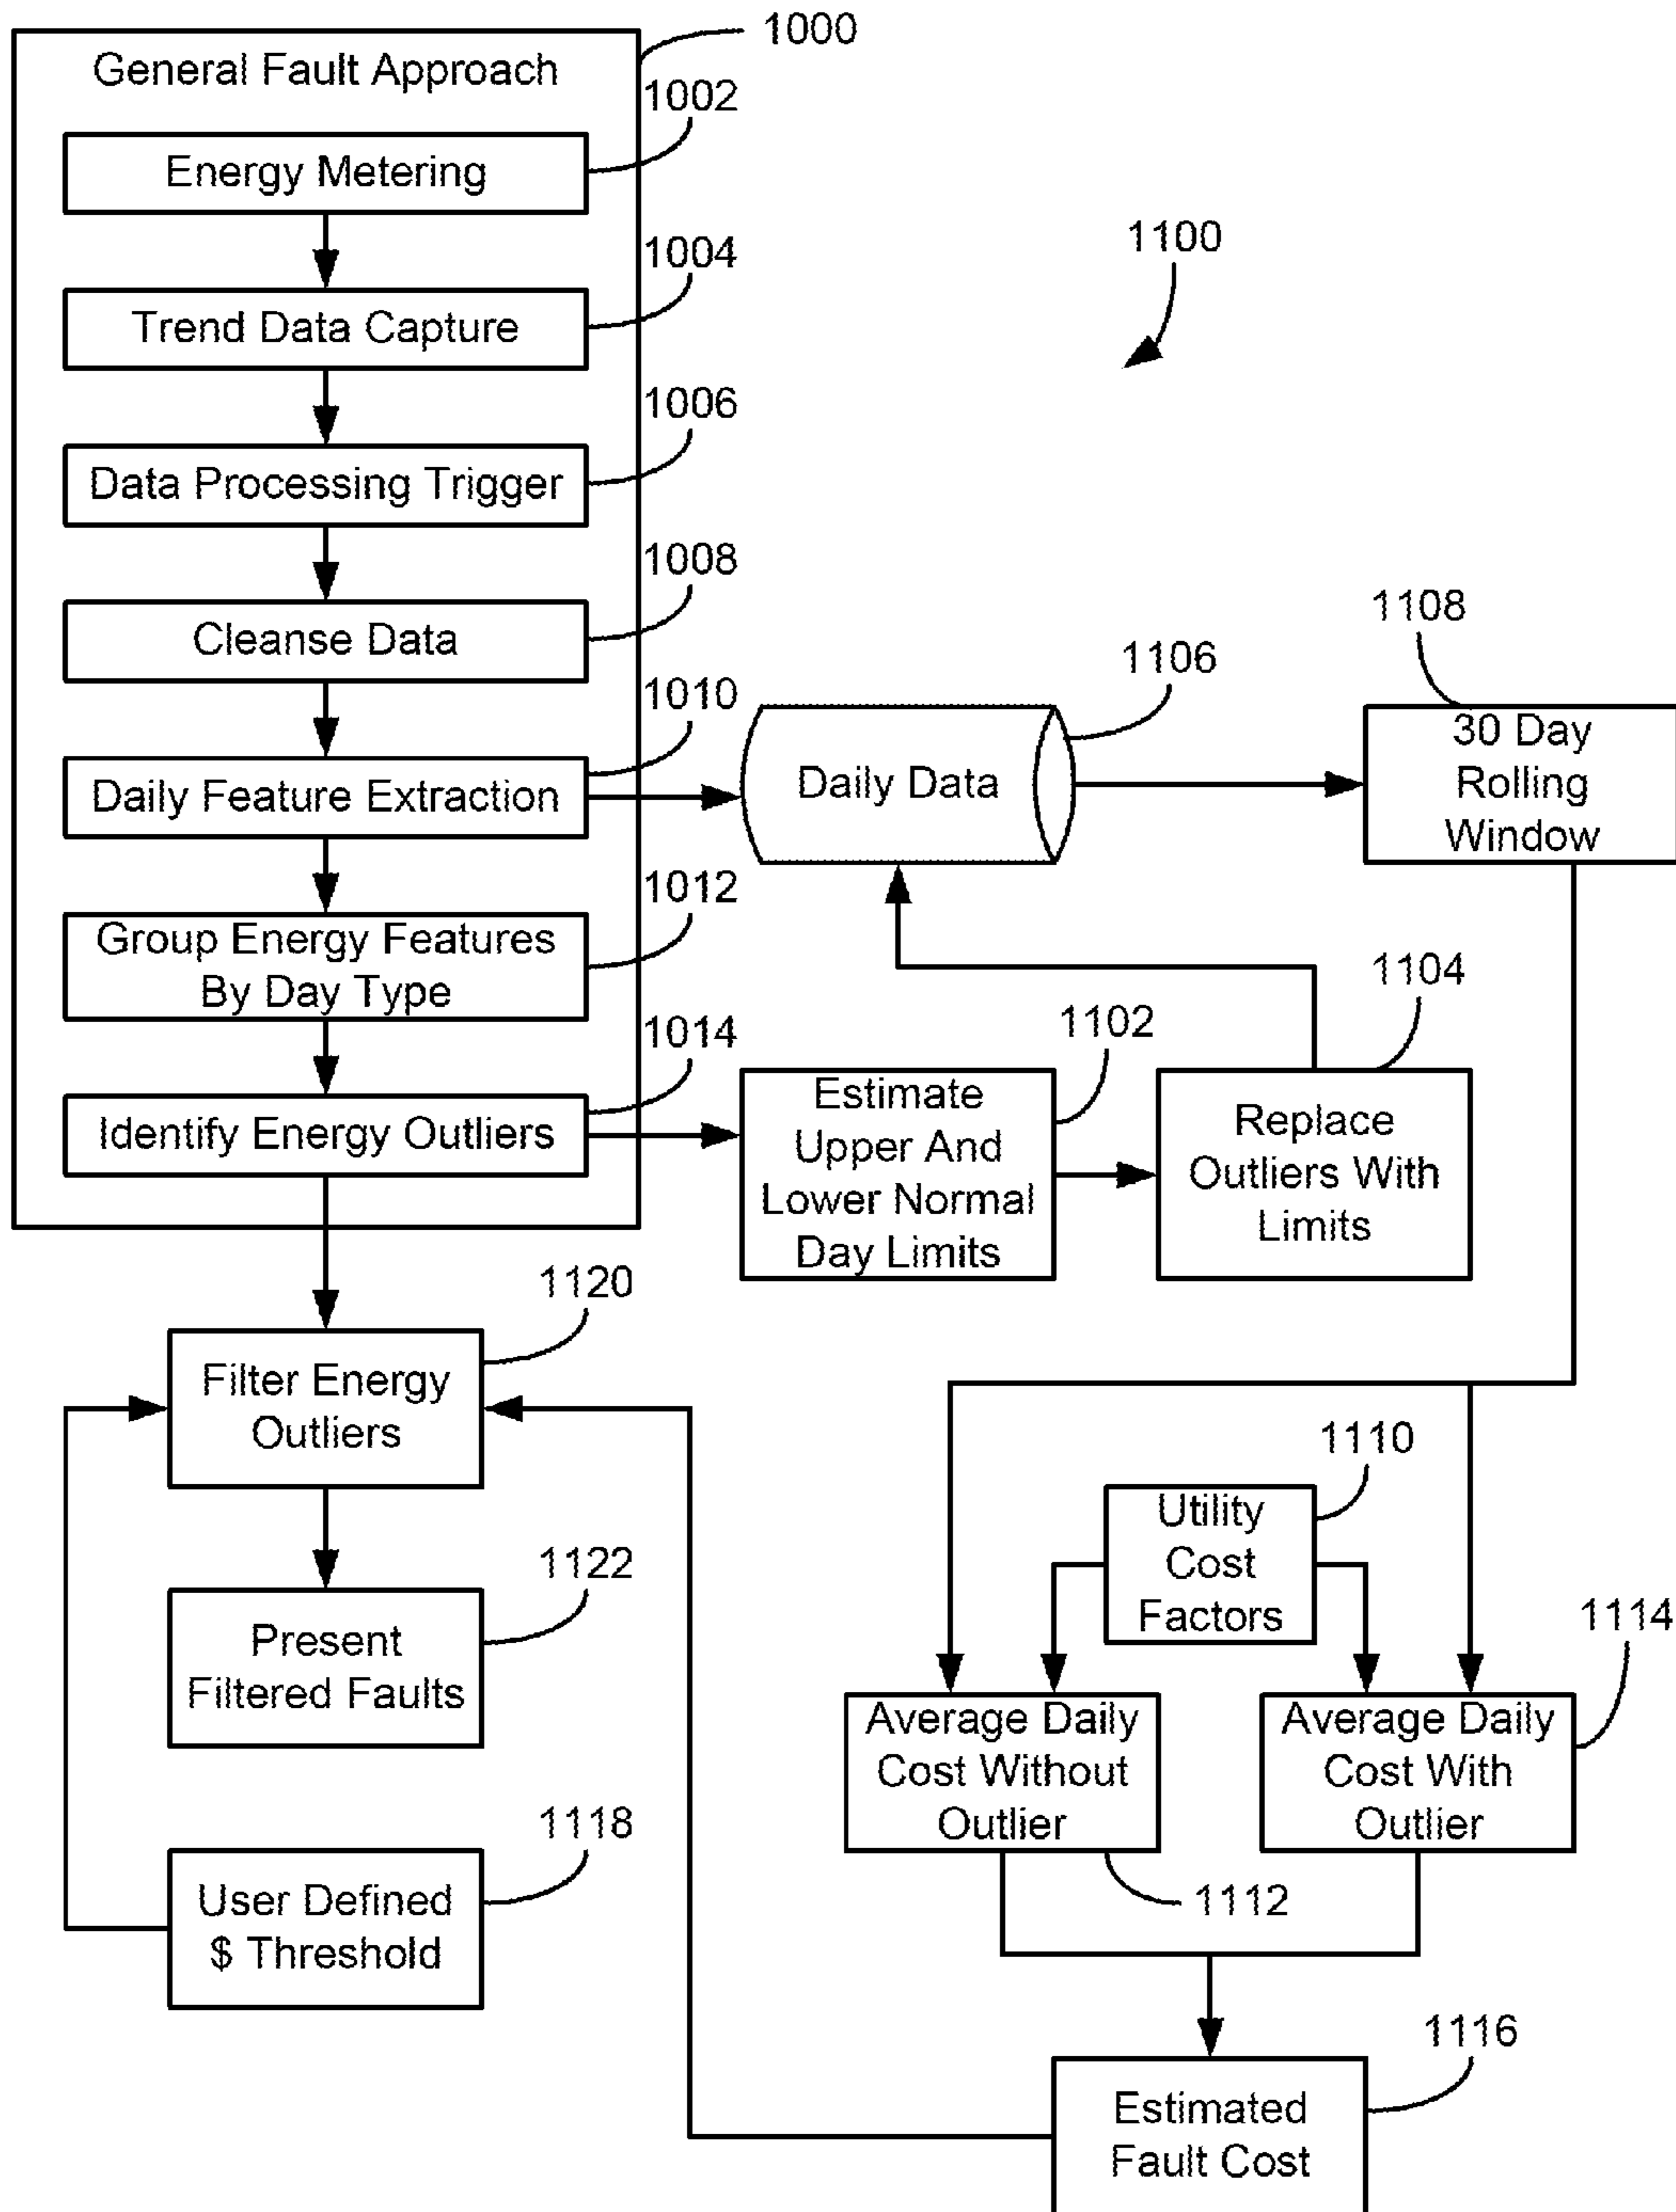 1000
General Fault Approach
1002
Energy Metering
1004
Trend Data Capture
1100
1006
Data Processing Trigger
1008
Cleanse Data
1010
Daily Feature Extraction
1106
Daily Data
1108
30 Day
Rolling
Window
1012
Group Energy Features
By Day Type
1014
Identify Energy Outliers
1102
Estimate
Upper And
Lower Normal
Day Limits
1104
Replace
Outliers With
Limits
1120
Filter Energy
Outliers
1122
Present
Filtered Faults
1118
User Defined
$ Threshold
1110
Utility
Cost
Factors
1114
Average Daily
Cost Without
Outlier
1112
Average Daily
Cost With
Outlier
1116
Estimated
Fault Cost